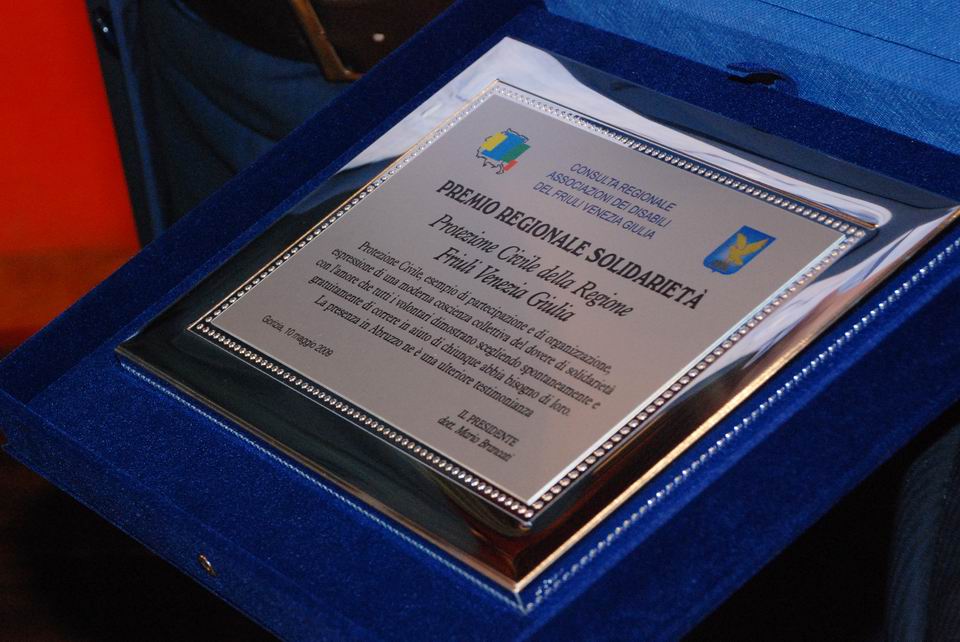 CONSULTA REGIONALE
ASSOCIAZIONI DEI DISABILI
DEL FRIULI VENEZIA GIULIA
PREMIO REGIONALE SOLIDARIETÀ
Protezione Civile della Regione
Friuli Venezia Giulia
Protezione Civile, esempio di partecipazione e di organizzazione,
espressione di una moderna coscienza collettiva del dovere di solidarietà
con l'amore che tutti i volontari dimostrano scegliendo spontaneamente e
gratuitamente di correre in aiuto di chiunque abbia bisogno di loro.
La presenza in Abruzzo ne è una ulteriore testimonianza
Gorizia, 10 maggio 2009
IL PRESIDENTE
dott. Mario Brancati